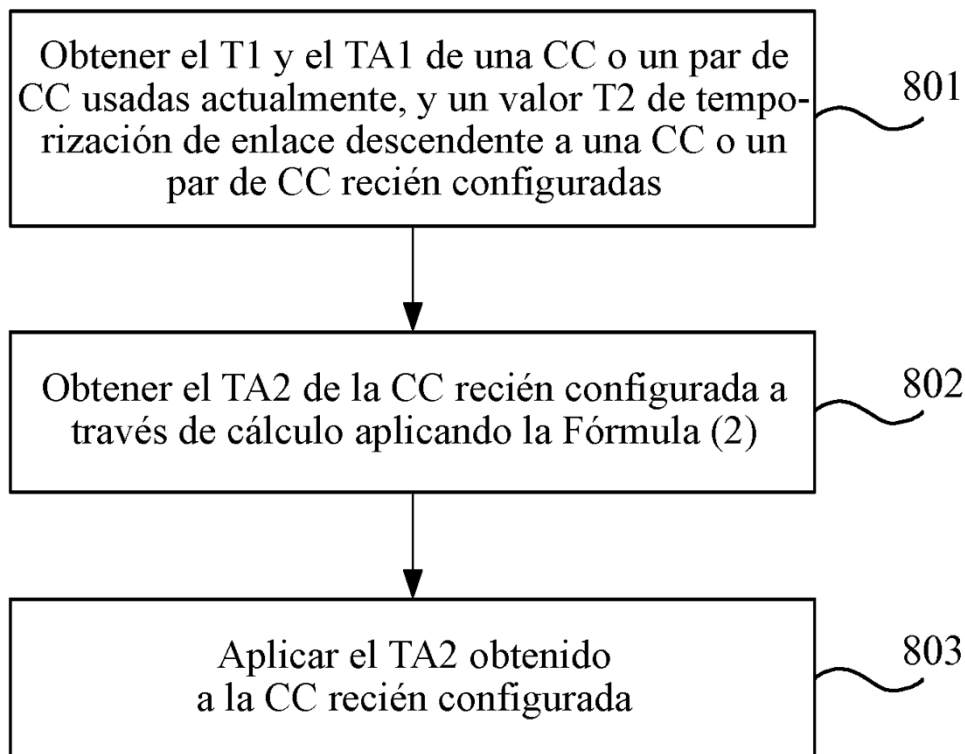 Obtener el T1 y el TA1 de una CC o un par de
CC usadas actualmente, y un valor T2 de tempo-
rización de enlace descendente a una CC o un
par de CC recién configuradas
801
Obtener el TA2 de la CC recién configurada a
través de cálculo aplicando la Fórmula (2)
802
Aplicar el TA2 obtenido
a la CC recién configurada
803